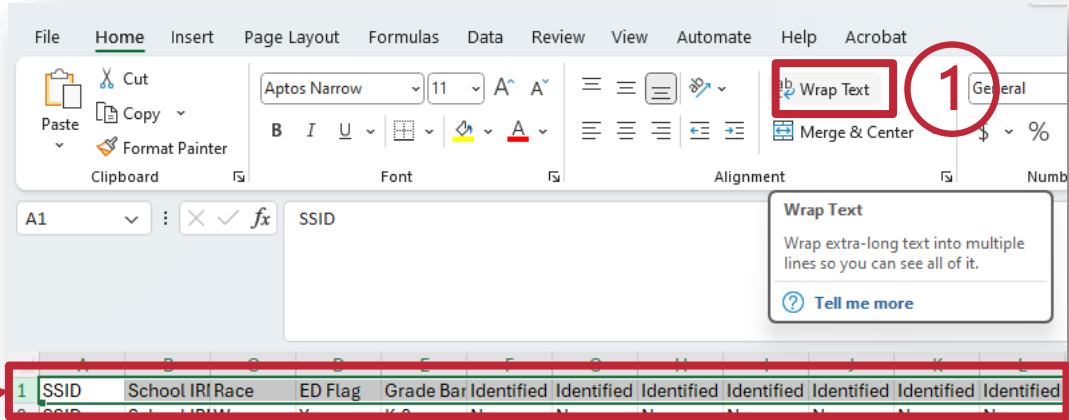 File Home Insert Page Layout Formulas Data Review View Automate Help Acrobat
Paste
Cut
Copy
Format Painter
Clipboard
Aptos Narrow 11 A A
B I U A
Font
ab Wrap Text
Merge & Center
Alignment
1
General
$ %
Numb
A1 fx SSID
Wrap Text
Wrap extra-long text into multiple
lines so you can see all of it.
? Tell me more
1 SSID School IRI Race ED Flag Grade Bar Identified Identified Identified Identified Identified Identified Identified